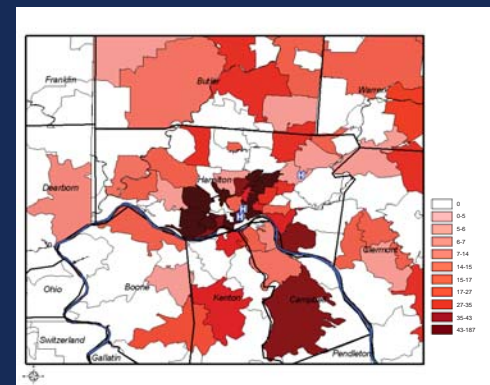 Franklin
Butler
Warren
Dearborn
Hamilton
H
H
H
Clermont
Ohio
Boone
Kenton
Campbell
Switzerland
Gallatin
Pendleton
0
0-5
5-6
6-7
7-14
14-15
15-17
17-27
27-35
35-43
43-187